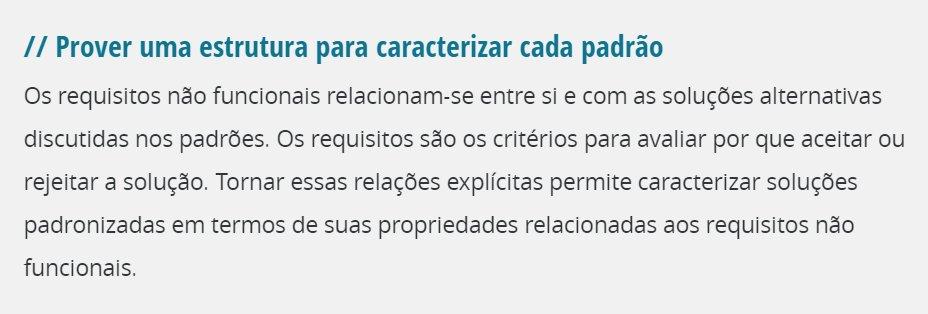 // Prover uma estrutura para caracterizar cada padrão
Os requisitos não funcionais relacionam-se entre si e com as soluções alternativas
discutidas nos padrões. Os requisitos são os critérios para avaliar por que aceitar ou
rejeitar a solução. Tornar essas relações explícitas permite caracterizar soluções
padronizadas em termos de suas propriedades relacionadas aos requisitos não
funcionais.